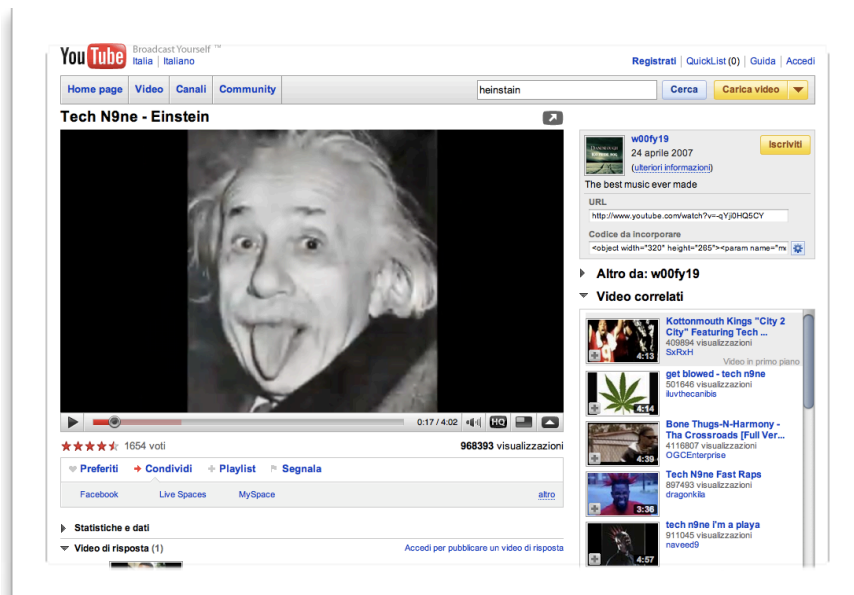 You Tube
Broadcast Yourself ™
Italia | Italiano
Registrati | QuickList (0) | Guida | Accedi
Home page Video Canali Community
heinstain Cerca Carica video
Tech N9ne - Einstein
w00fy19
24 aprile 2007
(ulteriori informazioni)
Iscriviti
The best music ever made
URL
http://www.youtube.com/watch?v=-qYji0HQ5CY
Codice da incorporare
<object width="320" height="265"><param name="m
Altro da: w00fy19
Video correlati
Kottonmouth Kings "City 2
City" Featuring Tech ...
409894 visualizzazioni
SxRxH
4:13
Video in primo piano
get blowed - tech n9ne
501646 visualizzazioni
iluvthecanibis
4:14
Bone Thugs-N-Harmony -
Tha Crossroads [Full Ver...
4116807 visualizzazioni
OGCEnterprise
4:39
Tech N9ne Fast Raps
897493 visualizzazioni
dragonkila
3:36
tech n9ne i'm a playa
911045 visualizzazioni
naveed9
4:57
0:17 / 4:02 HQ
1654 voti 968393 visualizzazioni
Preferiti Condividi Playlist Segnala
Facebook Live Spaces MySpace altro
Statistiche e dati
Video di risposta (1) Accedi per pubblicare un video di risposta